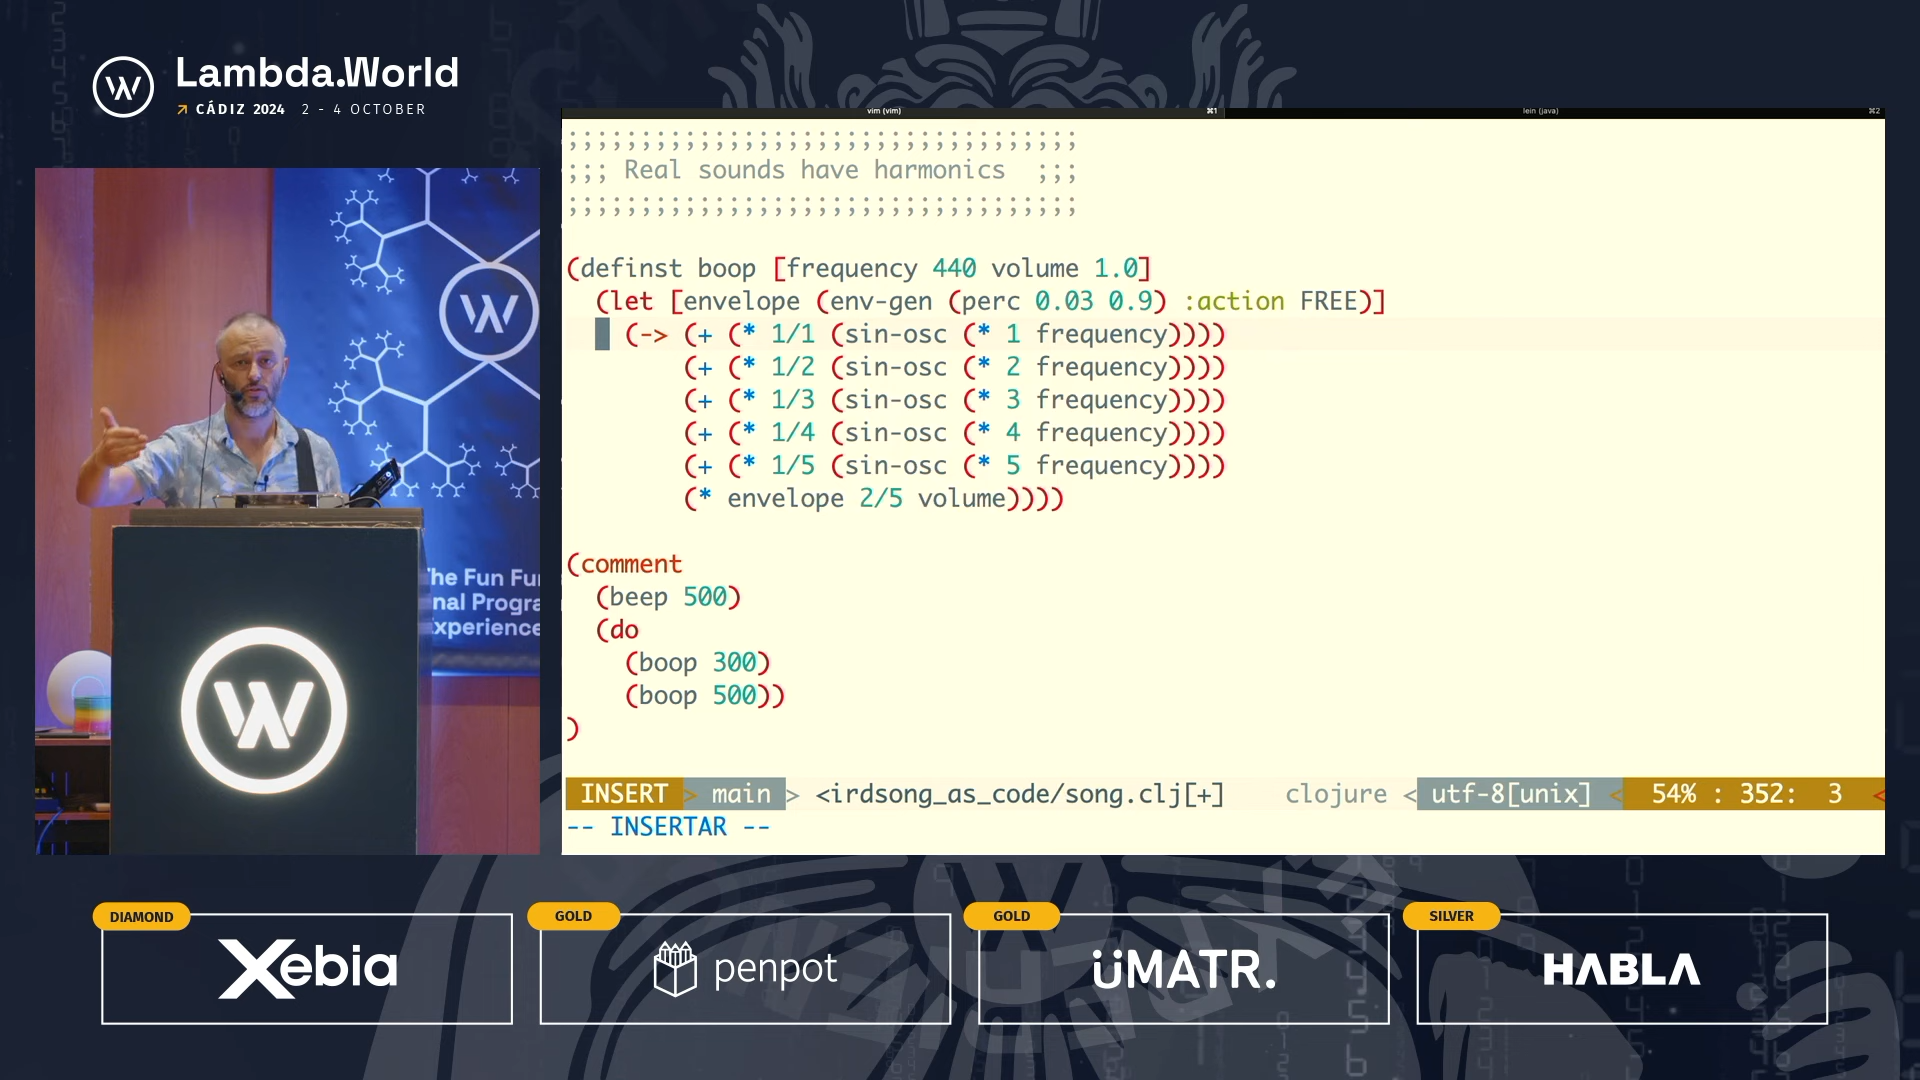 Lambda.World
CÁDIZ 2024 2 - 4 OCTOBER
vim (vim) ⌘1 lein (java) ⌘2
;;;;;;;;;;;;;;;;;;;;;;;;;;;;;;;;;;;
;;; Real sounds have harmonics  ;;;
;;;;;;;;;;;;;;;;;;;;;;;;;;;;;;;;;;;
(definst boop [frequency 440 volume 1.0]
(let [envelope (env-gen (perc 0.03 0.9) :action FREE)]
(-> (+ (* 1/1 (sin-osc (* 1 frequency))))
(+ (* 1/2 (sin-osc (* 2 frequency))))
(+ (* 1/3 (sin-osc (* 3 frequency))))
(+ (* 1/4 (sin-osc (* 4 frequency))))
(+ (* 1/5 (sin-osc (* 5 frequency))))
(* envelope 2/5 volume))))
(comment
(beep 500)
(do
(boop 300)
(boop 500))
)
INSERT > main > <irdsong_as_code/song.clj[+] clojure < utf-8[unix] < 54% : 352: 3 <
-- INSERTAR --
The Fun Fu
nal Progra
Experience
DIAMOND
Xebia
GOLD
penpot
GOLD
üMATR.
SILVER
HABLA